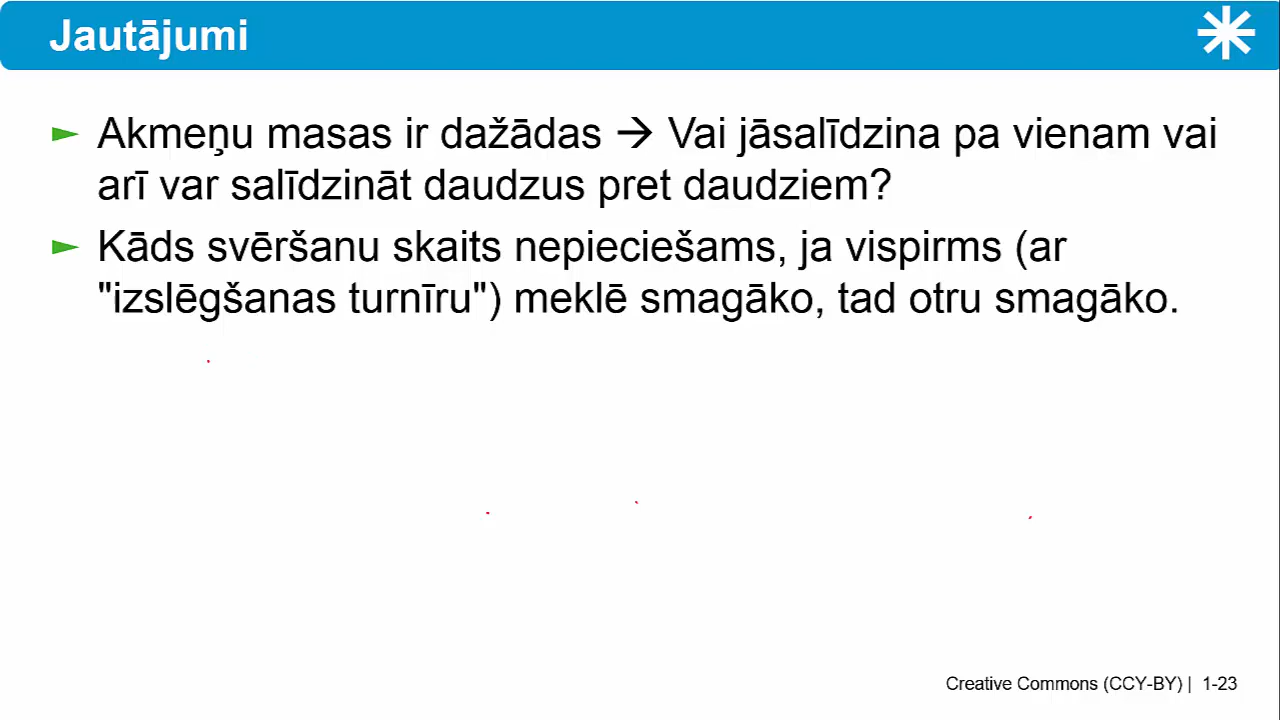 Jautājumi
Akmeņu masas ir dažādas → Vai jāsalīdzina pa vienam vai
arī var salīdzināt daudzus pret daudziem?
Kāds svēršanu skaits nepieciešams, ja vispirms (ar
"izslēgšanas turnīru") meklē smagāko, tad otru smagāko.
Creative Commons (CCY-BY) | 1-23